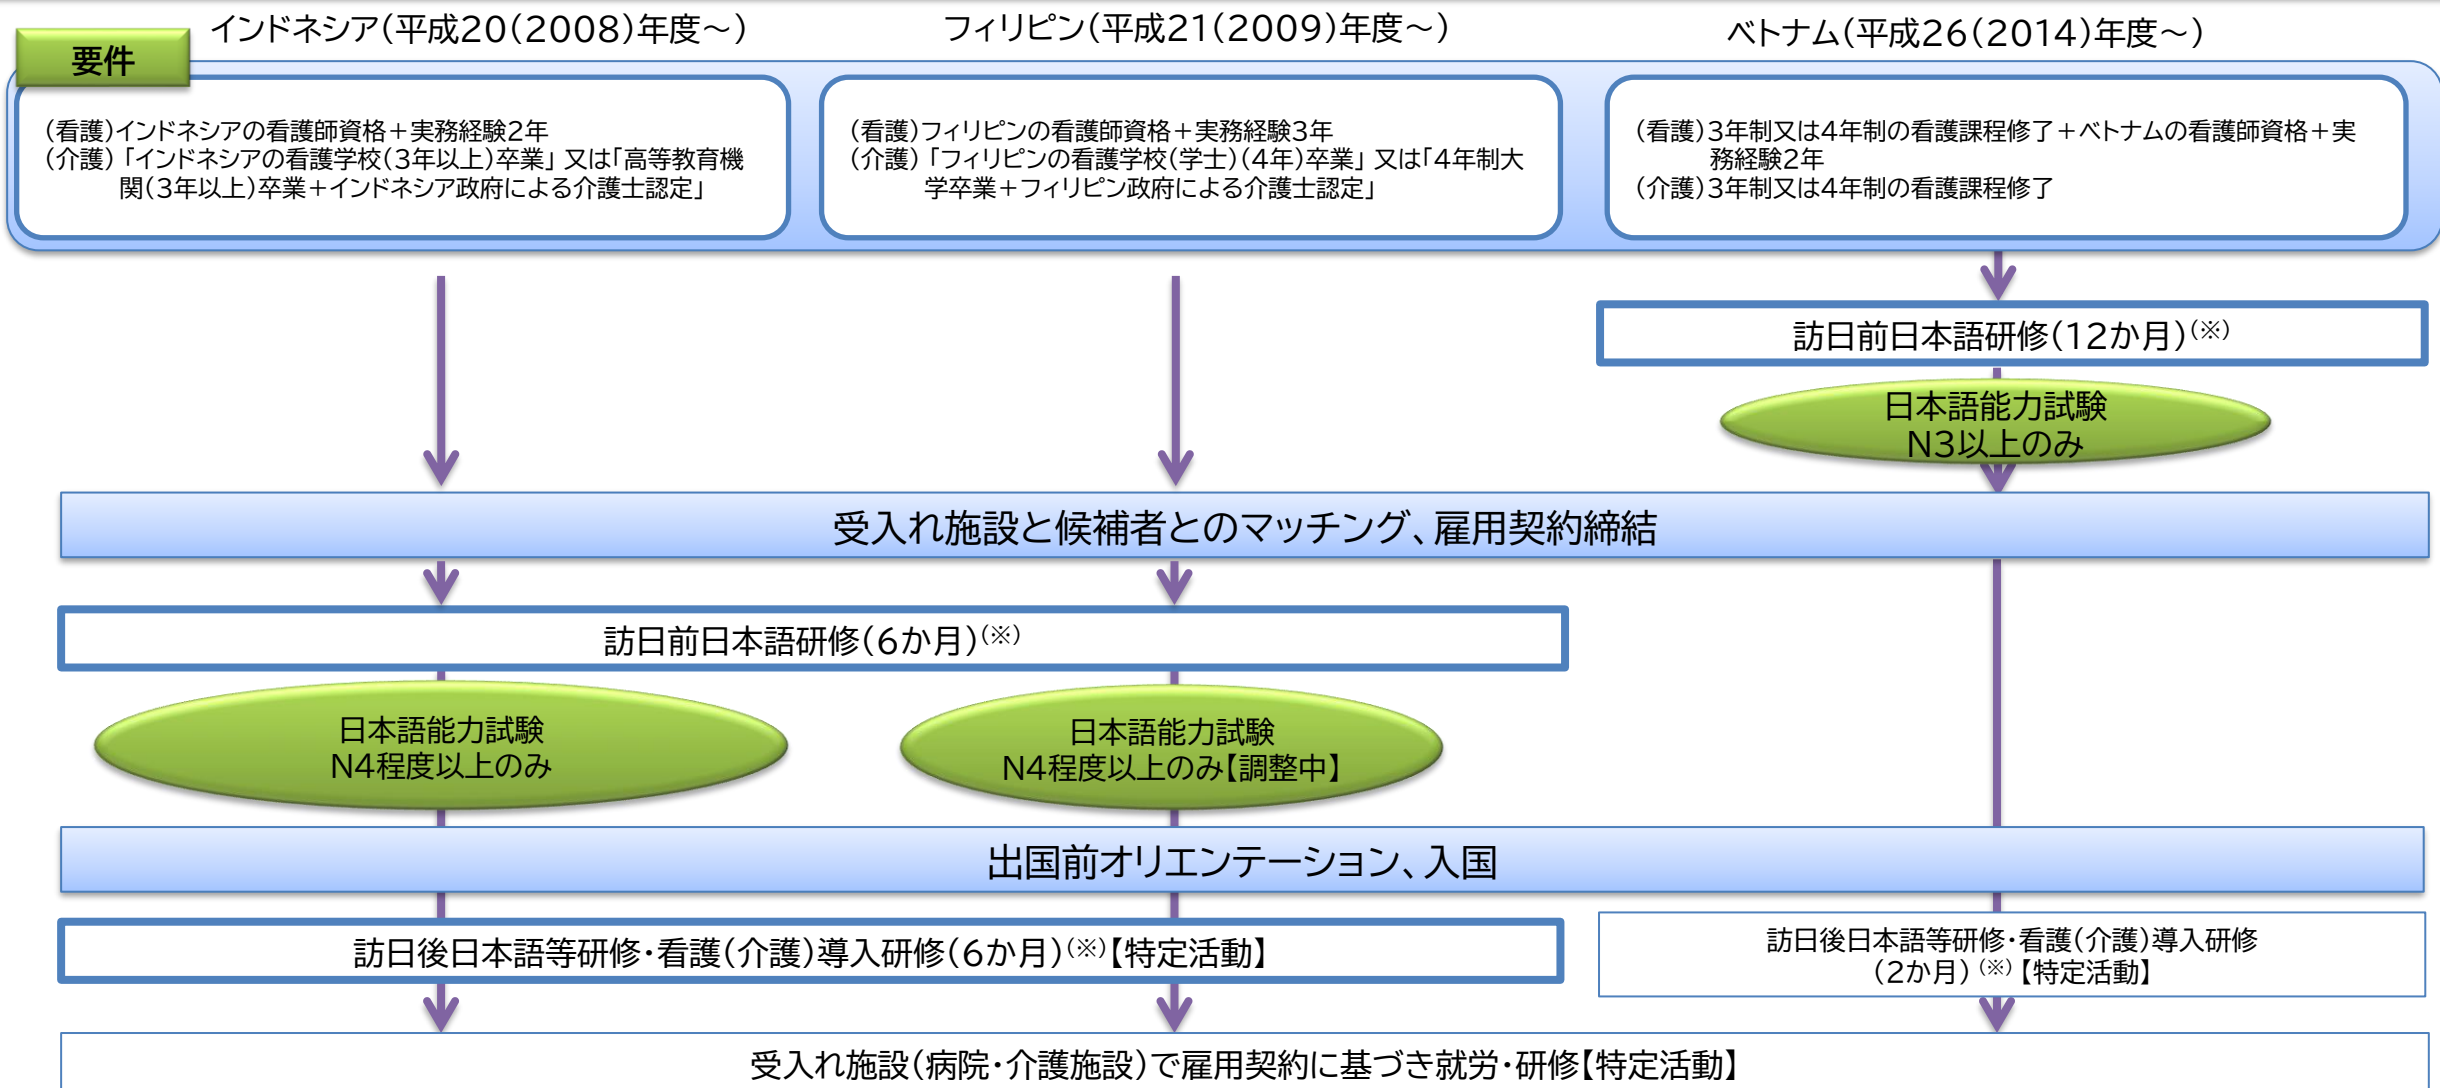 インドネシア(平成20(2008)年度~)
フィリピン(平成21(2009)年度~)
ベトナム(平成26(2014)年度~)
要件
(看護)インドネシアの看護師資格+実務経験2年
(介護)「インドネシアの看護学校(3年以上)卒業」又は「高等教育機
関(3年以上)卒業+インドネシア政府による介護士認定」
(看護)フィリピンの看護師資格+実務経験3年
(介護)「フィリピンの看護学校(学士)(4年)卒業」又は「4年制大
学卒業+フィリピン政府による介護士認定」
(看護)3年制又は4年制の看護課程修了+ベトナムの看護師資格+実
務経験2年
(介護)3年制又は4年制の看護課程修了
訪日前日本語研修(12か月)(※)
日本語能力試験
N3以上のみ
受入れ施設と候補者とのマッチング、雇用契約締結
訪日前日本語研修(6か月)(※)
日本語能力試験
N4程度以上のみ
日本語能力試験
N4程度以上のみ【調整中】
出国前オリエンテーション、入国
訪日後日本語等研修・看護(介護)導入研修(6か月)(※)【特定活動】
訪日後日本語等研修・看護(介護)導入研修
(2か月)(※)【特定活動】
受入れ施設(病院・介護施設)で雇用契約に基づき就労・研修【特定活動】